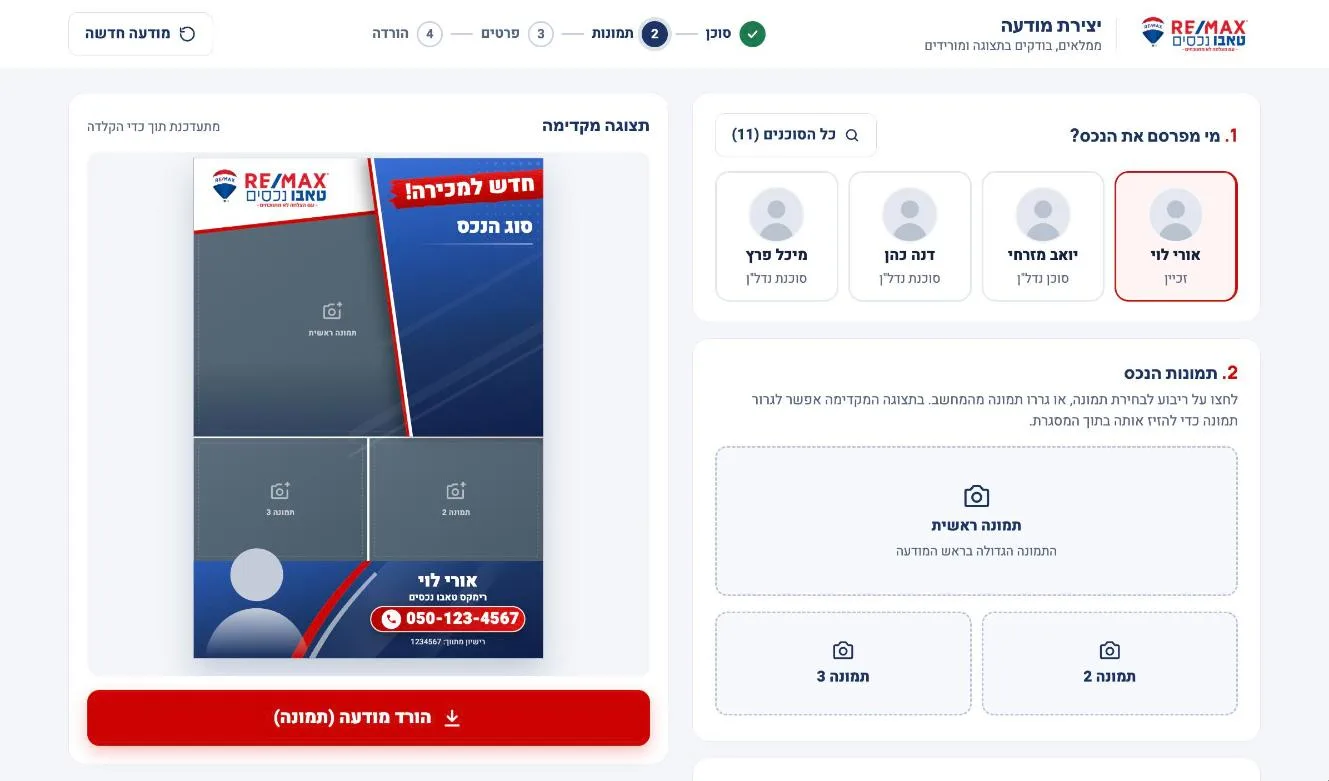 RE/MAX
טאבו נכסים
יצירת מודעה
ממלאים, בודקים בתצוגה ומורידים
סוכן
2
תמונות
3
פרטים
4
הורדה
מודעה חדשה
1. מי מפרסם את הנכס?
כל הסוכנים (11)
אורי לוי
זכיין
יואב מזרחי
סוכן נדל"ן
דנה כהן
סוכנת נדל"ן
מיכל פרץ
סוכנת נדל"ן
2. תמונות הנכס
לחצו על ריבוע לבחירת תמונה, או גררו תמונה מהמחשב. בתצוגה המקדימה אפשר לגרור
תמונה כדי להזיז אותה בתוך המסגרת.
תמונה ראשית
התמונה הגדולה בראש המודעה
תמונה 2
תמונה 3
תצוגה מקדימה
מתעדכנת תוך כדי הקלדה
RE/MAX
RE/MAX
טאבו נכסים
חדש למכירה!
סוג הנכס
תמונה ראשית
תמונה 2
תמונה 3
אורי לוי
רימקס טאבו נכסים
050-123-4567
רישיון מתווך: 1234567
הורד מודעה (תמונה)